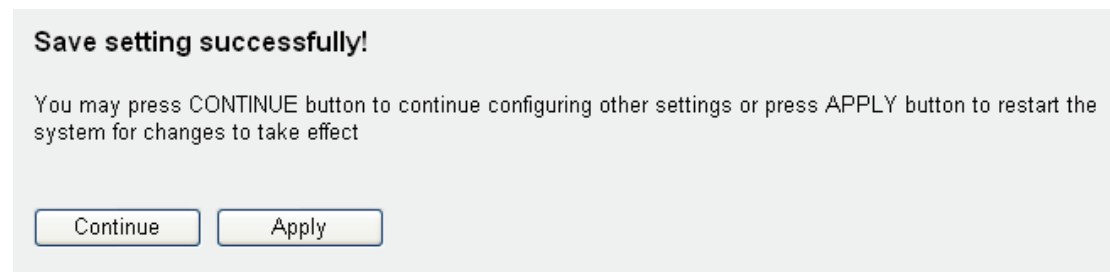 Save setting successfully!
You may press CONTINUE button to continue configuring other settings or press APPLY button to restart the
system for changes to take effect
Continue
Apply